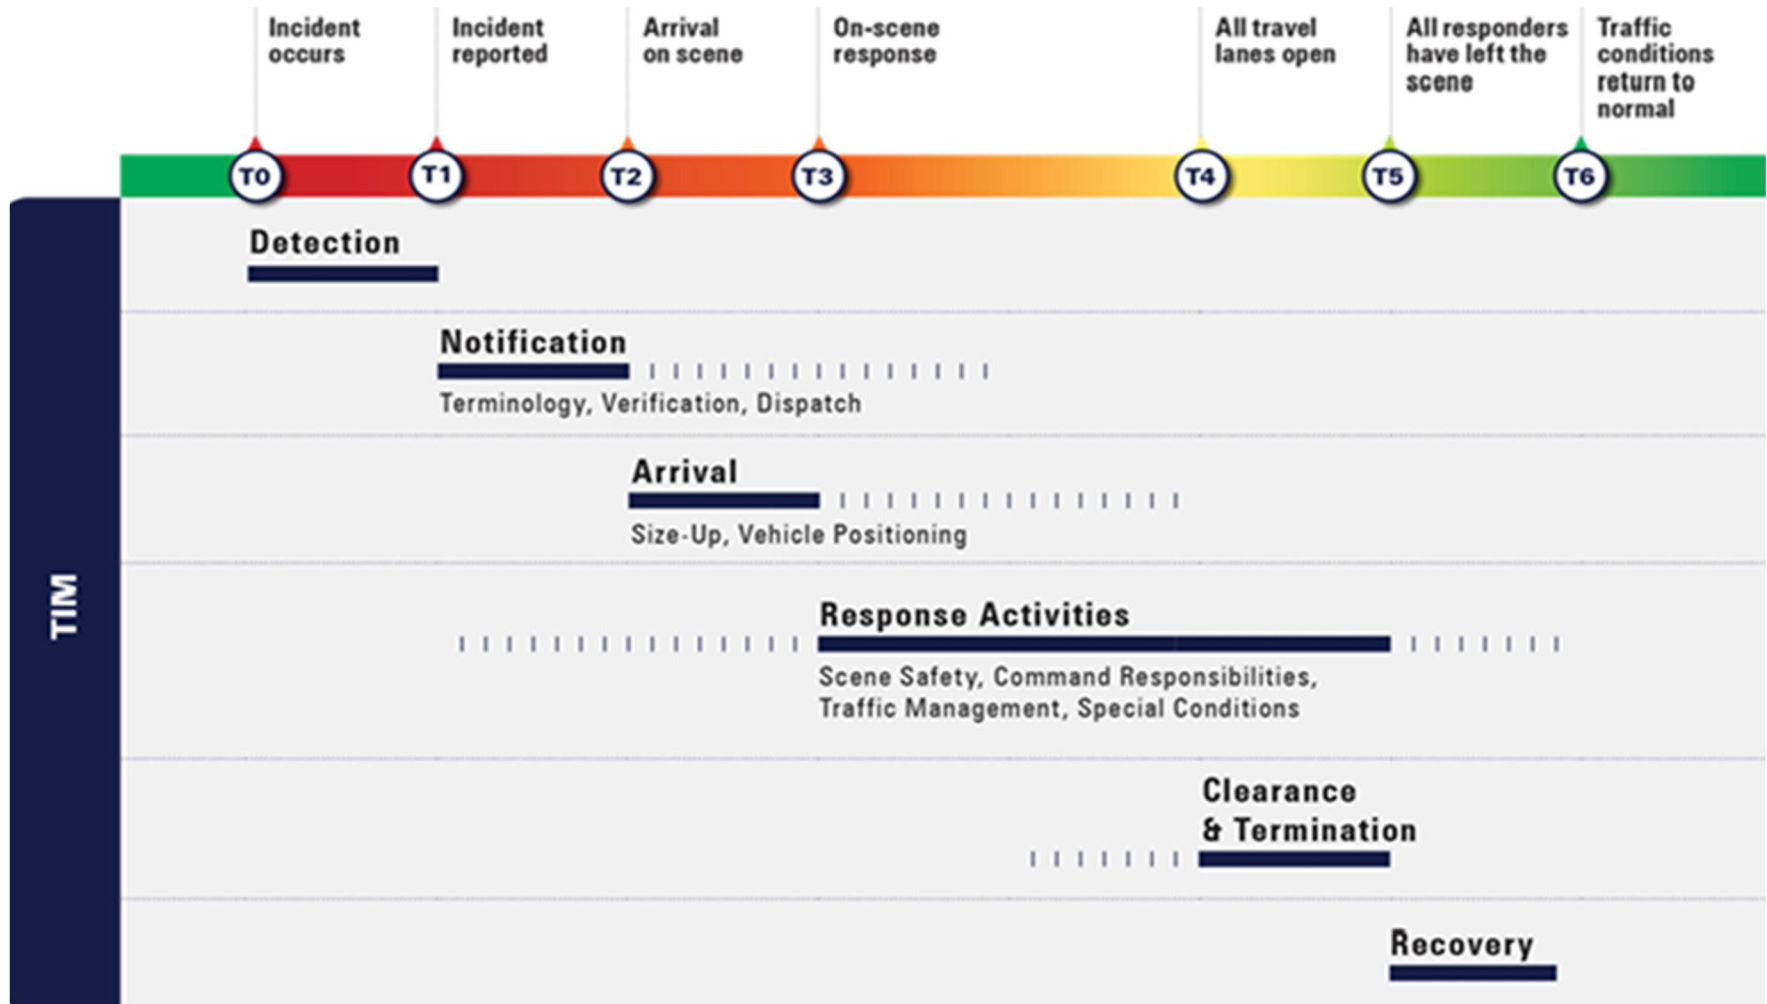 Incident
occurs
Incident
reported
Arrival
on scene
On-scene
response
All travel
lanes open
All responders
have left the
scene
Traffic
conditions
return to
normal
T0
T1
T2
T3
T4
T5
T6
TIM
Detection
Notification
Terminology, Verification, Dispatch
Arrival
Size-Up, Vehicle Positioning
Response Activities
Scene Safety, Command Responsibilities,
Traffic Management, Special Conditions
Clearance
& Termination
Recovery